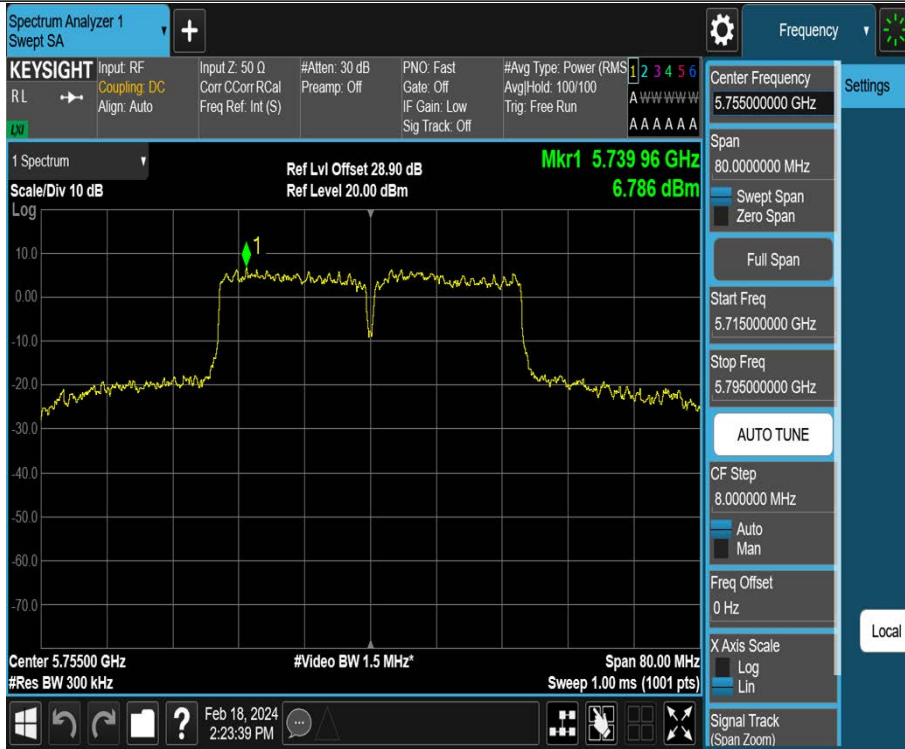 Spectrum Analyzer 1
Swept SA
+
Frequency
KEYSIGHT
RL
LXI
Input: RF
Coupling: DC
Align: Auto
Input Z: 50 Ω
Corr CCorr RCal
Freq Ref: Int (S)
#Atten: 30 dB
Preamp: Off
PNO: Fast
Gate: Off
IF Gain: Low
Sig Track: Off
#Avg Type: Power (RMS
Avg|Hold: 100/100
Trig: Free Run
1 2 3 4 5 6
A W W W W W
A A A A A A
Center Frequency
5.755000000 GHz
Settings
1 Spectrum
Scale/Div 10 dB
Log
Ref Lvl Offset 28.90 dB
Ref Level 20.00 dBm
Mkr1 5.739 96 GHz
6.786 dBm
1
10.0
0.00
-10.0
-20.0
-30.0
-40.0
-50.0
-60.0
-70.0
Span
80.0000000 MHz
Swept Span
Zero Span
Full Span
Start Freq
5.715000000 GHz
Stop Freq
5.795000000 GHz
AUTO TUNE
CF Step
8.000000 MHz
Auto
Man
Freq Offset
0 Hz
X Axis Scale
Log
Lin
Signal Track
(Span Zoom)
Local
Center 5.75500 GHz
#Res BW 300 kHz
#Video BW 1.5 MHz*
Span 80.00 MHz
Sweep 1.00 ms (1001 pts)
?
Feb 18, 2024
2:23:39 PM